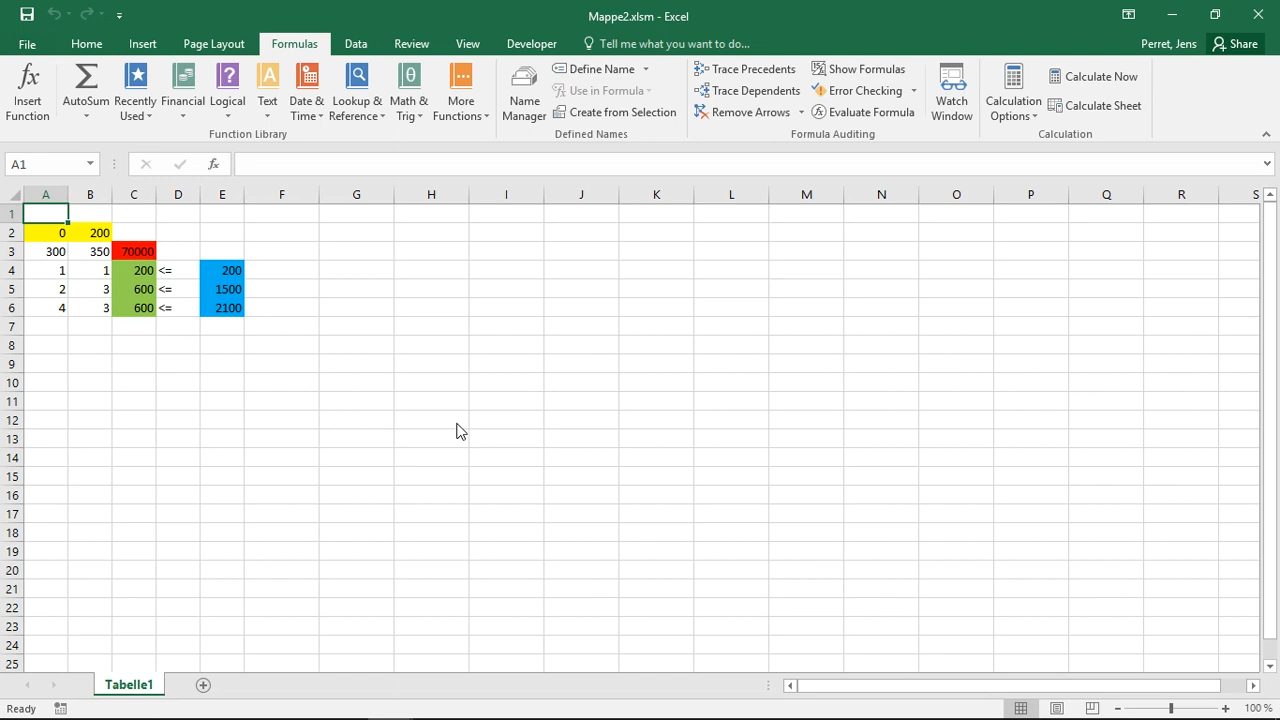 Mappe2.xlsm - Excel
File Home Insert Page Layout Formulas Data Review View Developer Tell me what you want to do... Perret, Jens Share
Insert Function
AutoSum
Recently Used
Financial
Logical
Text
Date & Time
Lookup & Reference
Math & Trig
More Functions
Function Library
Name Manager
Define Name
Use in Formula
Create from Selection
Defined Names
Trace Precedents
Trace Dependents
Remove Arrows
Show Formulas
Error Checking
Evaluate Formula
Formula Auditing
Watch Window
Calculation Options
Calculate Now
Calculate Sheet
Calculation
A1 fx
A B C D E F G H I J K L M N O P Q R S
1
2 0 200
3 300 350 70000
4 1 1 200 <= 200
5 2 3 600 <= 1500
6 4 3 600 <= 2100
7
8
9
10
11
12
13
14
15
16
17
18
19
20
21
22
23
24
25
Tabelle1
Ready 100 %